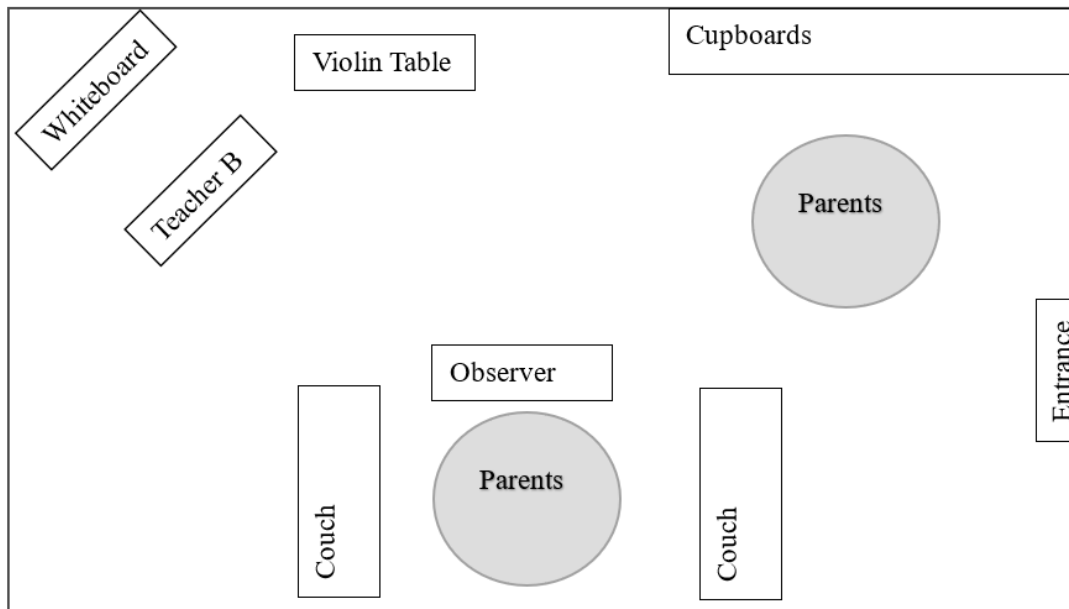 Whiteboard
Violin Table
Cupboards
Teacher B
Parents
Entrance
Observer
Parents
Couch
Couch